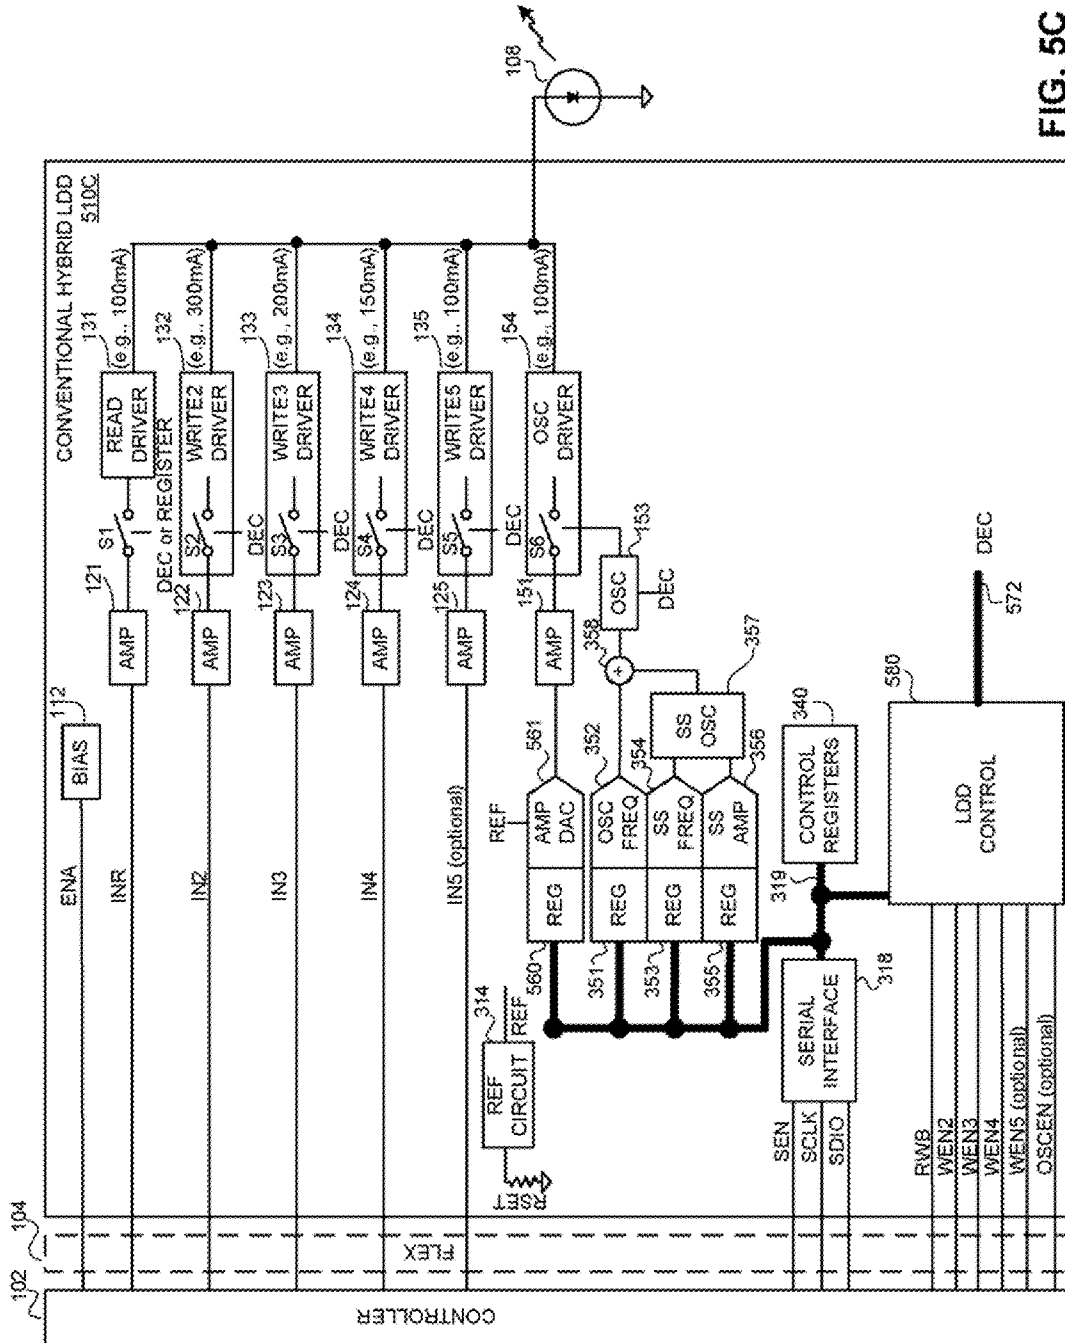 102
104
CONTROLLER
FLEX
CONVENTIONAL HYBRID LDD
510C
ENA
112
BIAS
INR
121
AMP
S1
DEC or REGISTER
131
READ
DRIVER
(e.g., 100mA)
IN2
122
AMP
S2
DEC
132
WRITE2
DRIVER
(e.g., 300mA)
IN3
123
AMP
S3
DEC
133
WRITE3
DRIVER
(e.g., 200mA)
IN4
124
AMP
S4
DEC
134
WRITE4
DRIVER
(e.g., 150mA)
IN5 (optional)
125
AMP
S5
DEC
135
WRITE5
DRIVER
(e.g., 100mA)
108
RSET
REF
CIRCUIT
314
REF
REF
560
REG
AMP
DAC
561
151
AMP
S6
154
OSC
DRIVER
(e.g., 100mA)
351
REG
OSC
FREQ
352
358
+
OSC
153
DEC
353
REG
SS
FREQ
354
SS
OSC
357
355
REG
SS
AMP
356
SEN
SCLK
SDIO
SERIAL
INTERFACE
318
319
CONTROL
REGISTERS
340
RWB
WEN2
WEN3
WEN4
WEN5 (optional)
OSCEN (optional)
LDD
CONTROL
580
DEC
572
FIG. 5C